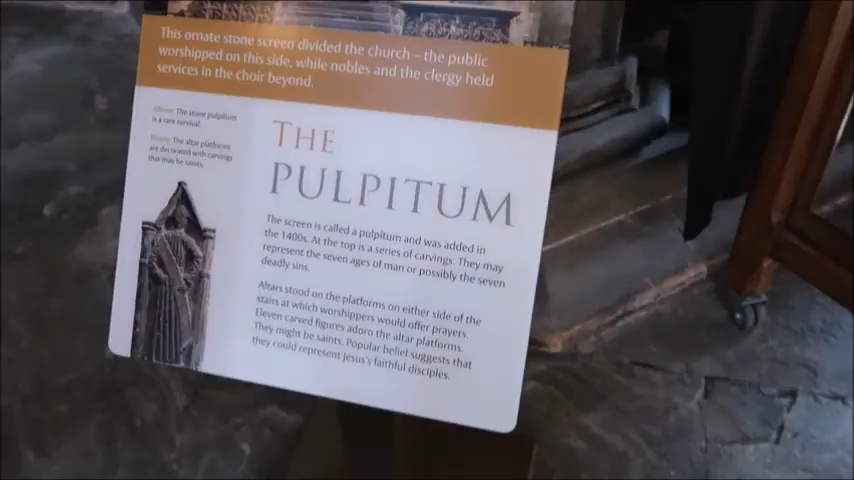 This ornate stone screen divided the church – the public
worshipped on this side, while nobles and the clergy held
services in the choir beyond.
Above: The stone pulpitum
is a rare survival.
Below: The altar platforms
are decorated with carvings
that may be saints.
THE
PULPITUM
The screen is called a pulpitum and was added in
the 1400s. At the top is a series of carvings. They may
represent the seven ages of man or possibly the seven
deadly sins.
Altars stood on the platforms on either side of the
stairs at which worshippers would offer prayers.
Eleven carved figures adorn the altar platforms.
They might be saints. Popular belief suggests that
they could represent Jesus's faithful disciples.